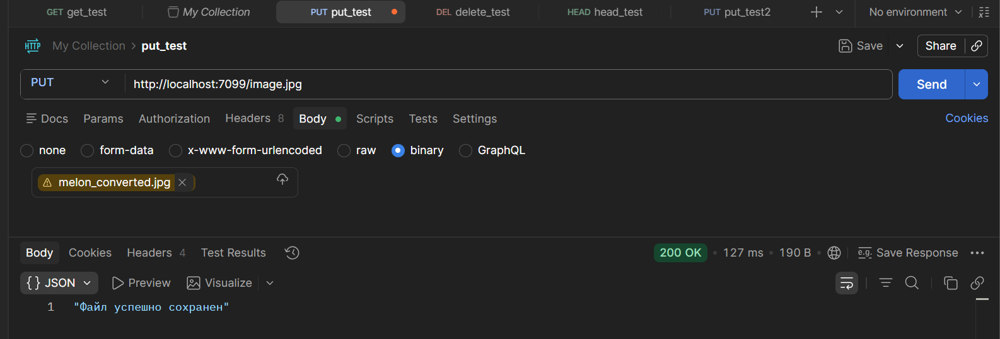 GET get_test My Collection PUT put_test DEL delete_test HEAD head_test PUT put_test2 No environment
HTTP My Collection > put_test Save Share
PUT http://localhost:7099/image.jpg Send
Docs Params Authorization Headers 8 Body Scripts Tests Settings Cookies
none form-data x-www-form-urlencoded raw binary GraphQL
melon_converted.jpg
Body Cookies Headers 4 Test Results 200 OK 127 ms 190 B e.g. Save Response
{} JSON Preview Visualize
1 "Файл успешно сохранен"